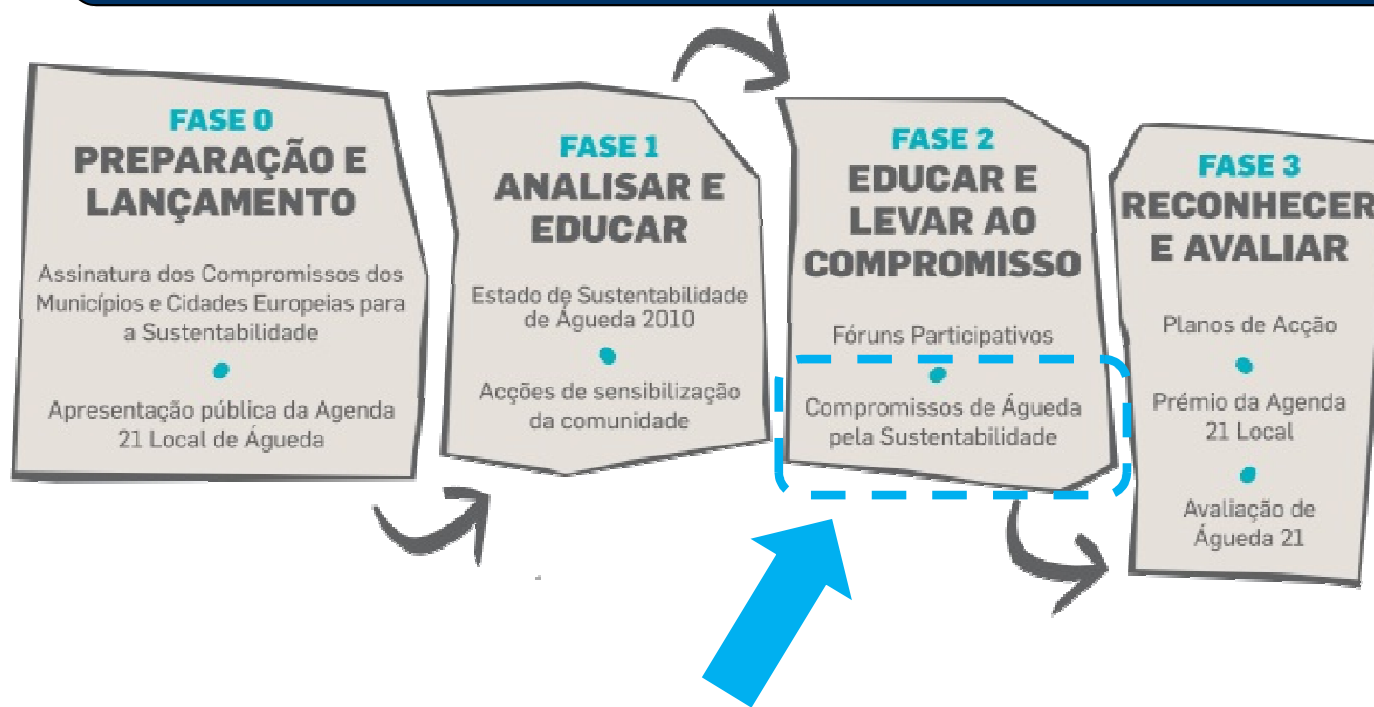 FASE 0
PREPARAÇÃO E
LANÇAMENTO
Assinatura dos Compromissos dos
Municípios e Cidades Europeias para
a Sustentabilidade
Apresentação pública da Agenda
21 Local de Águeda
FASE 1
ANALISAR E
EDUCAR
Estado de Sustentabilidade
de Águeda 2010
Acções de sensibilização
da comunidade
FASE 2
EDUCAR E
LEVAR AO
COMPROMISSO
Fóruns Participativos
Compromissos de Águeda
pela Sustentabilidade
FASE 3
RECONHECER
E AVALIAR
Planos de Acção
Prémio da Agenda
21 Local
Avaliação de
Águeda 21